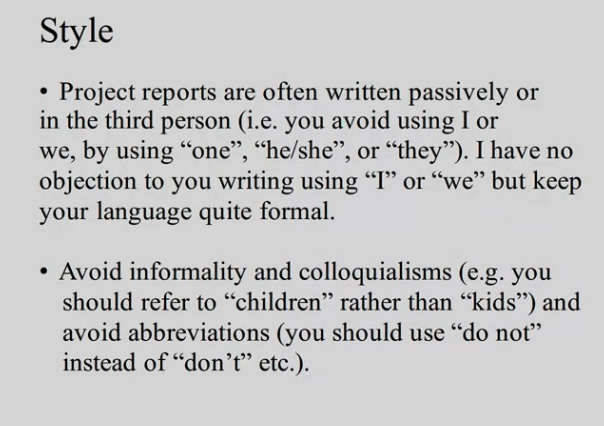 Style
• Project reports are often written passively or
in the third person (i.e. you avoid using I or
we, by using “one”, “he/she”, or “they”). I have no
objection to you writing using “I” or “we” but keep
your language quite formal.
• Avoid informality and colloquialisms (e.g. you
should refer to “children” rather than “kids”) and
avoid abbreviations (you should use “do not”
instead of “don’t” etc.).